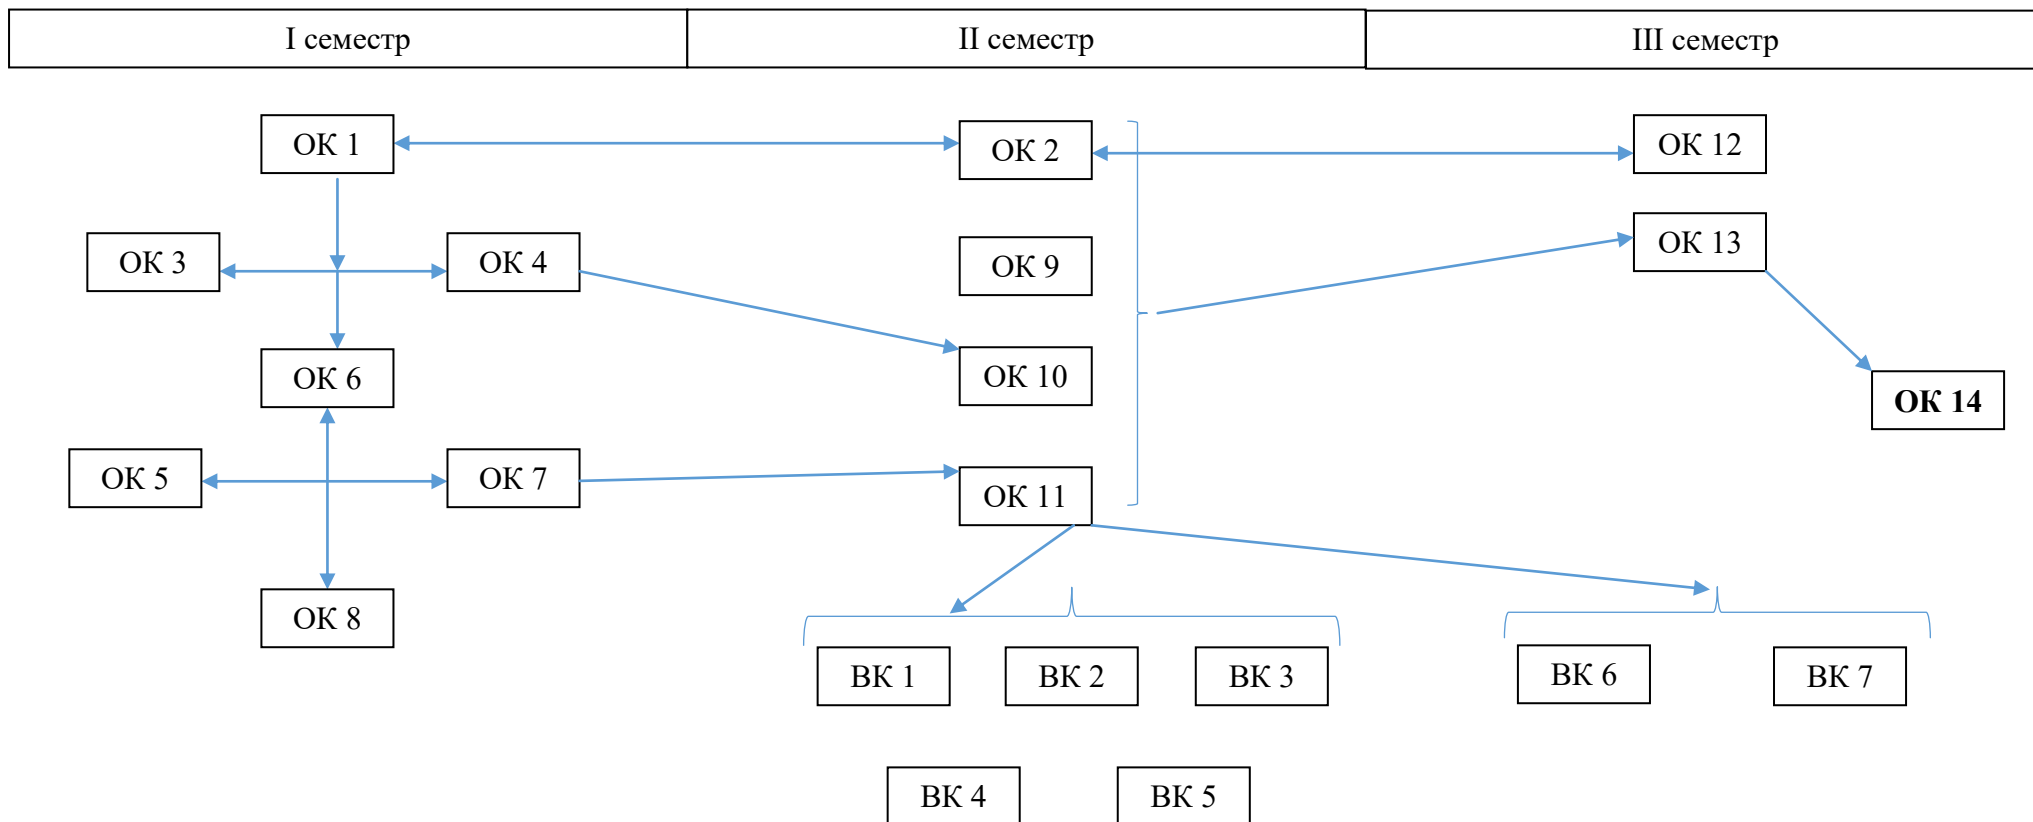 I семестр
II семестр
III семестр
ОК 1
ОК 2
ОК 12
ОК 3
ОК 4
ОК 9
ОК 13
ОК 6
ОК 10
ОК 14
ОК 5
ОК 7
ОК 11
ОК 8
ВК 1
ВК 2
ВК 3
ВК 6
ВК 7
ВК 4
ВК 5